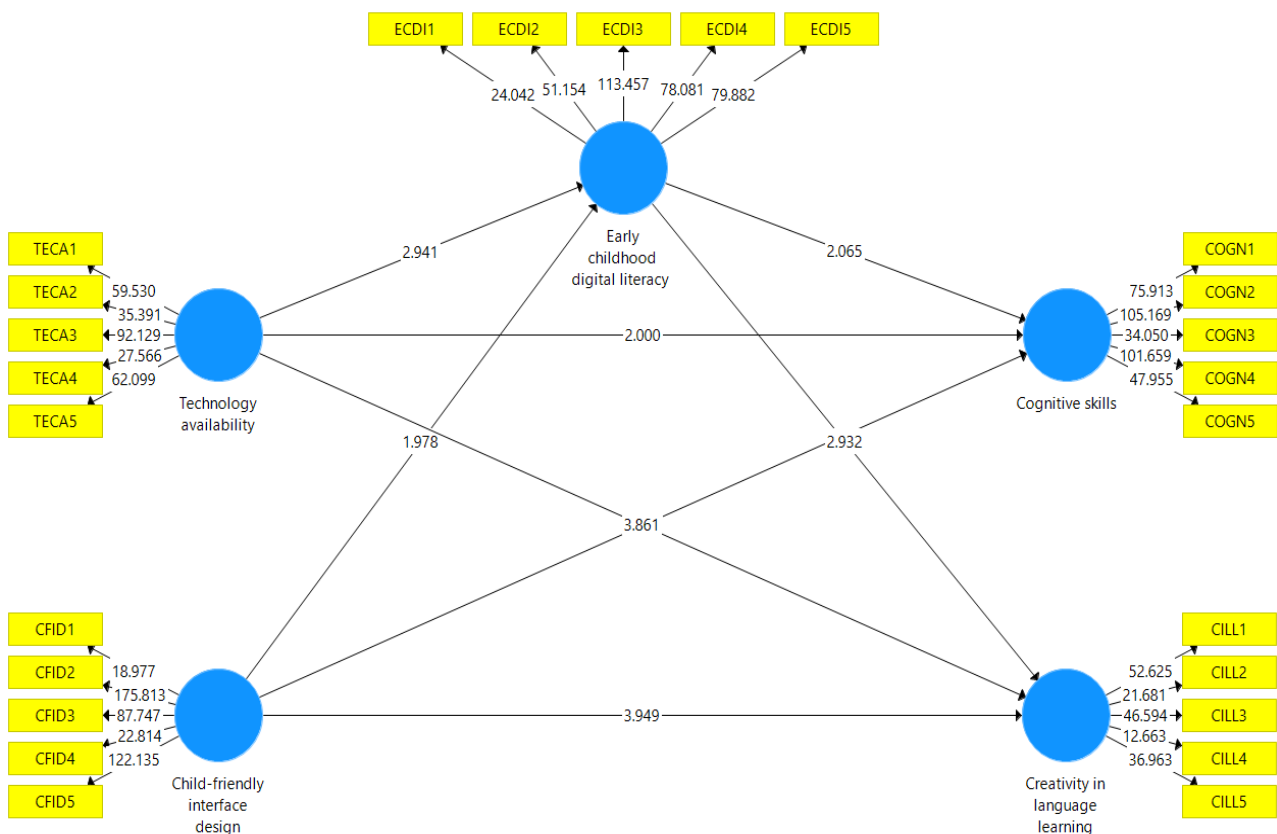 ECDI1 ECDI2 ECDI3 ECDI4 ECDI5
24.042 51.154 113.457 78.081 79.882
Early
childhood
digital literacy
TECA1
TECA2
TECA3
TECA4
TECA5
59.530
35.391
92.129
27.566
62.099
Technology
availability
2.941
2.065
2.000
1.978
2.932
3.861
3.949
COGN1
COGN2
COGN3
COGN4
COGN5
75.913
105.169
34.050
101.659
47.955
Cognitive skills
CFID1
CFID2
CFID3
CFID4
CFID5
18.977
175.813
87.747
22.814
122.135
Child-friendly
interface
design
CILL1
CILL2
CILL3
CILL4
CILL5
52.625
21.681
46.594
12.663
36.963
Creativity in
language
learning